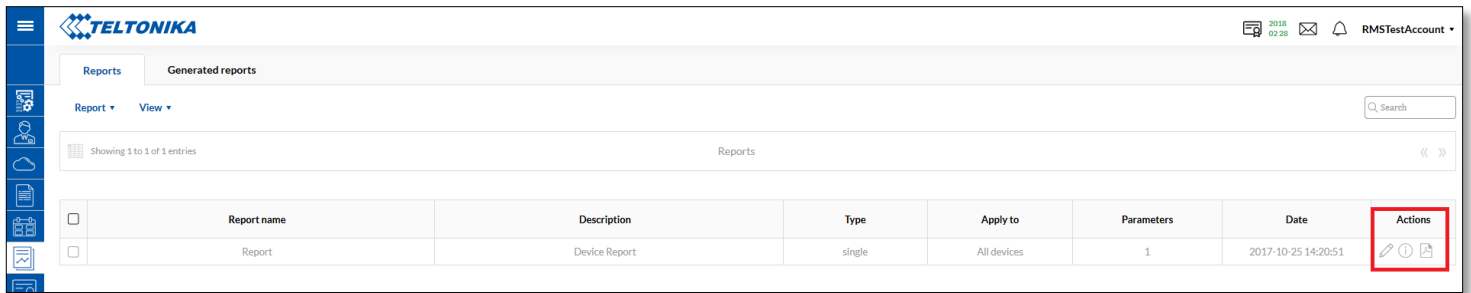 TELTONIKA
2018
02 28
RMSTestAccount
Reports Generated reports
Report View
Search
Showing 1 to 1 of 1 entries Reports
Report name Description Type Apply to Parameters Date Actions
Report Device Report single All devices 1 2017-10-25 14:20:51